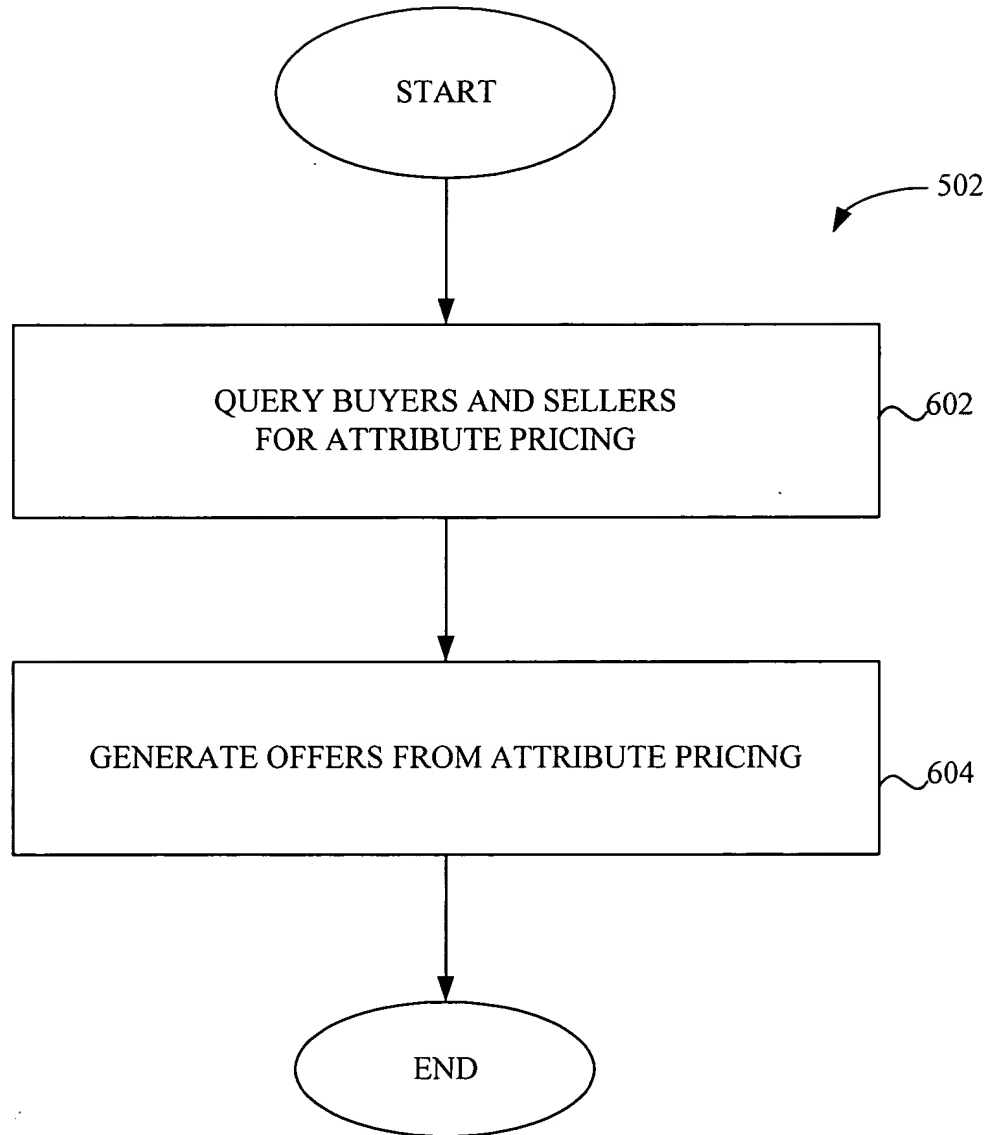 START
502
QUERY BUYERS AND SELLERS
FOR ATTRIBUTE PRICING
602
GENERATE OFFERS FROM ATTRIBUTE PRICING
604
END